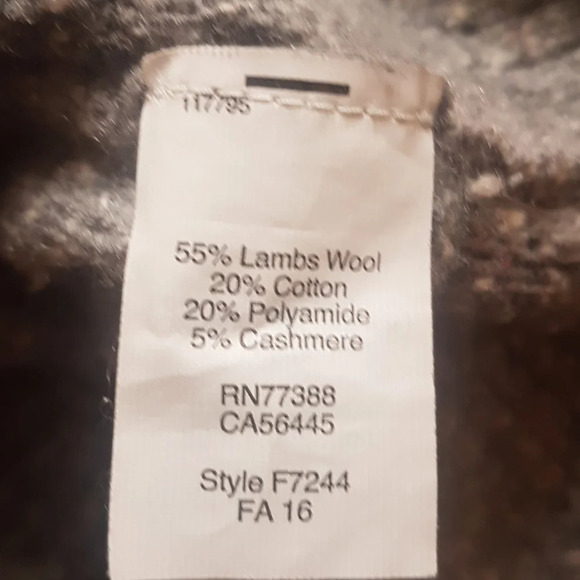 117795
55% Lambs Wool
20% Cotton
20% Polyamide
5% Cashmere
RN77388
CA56445
Style F7244
FA 16